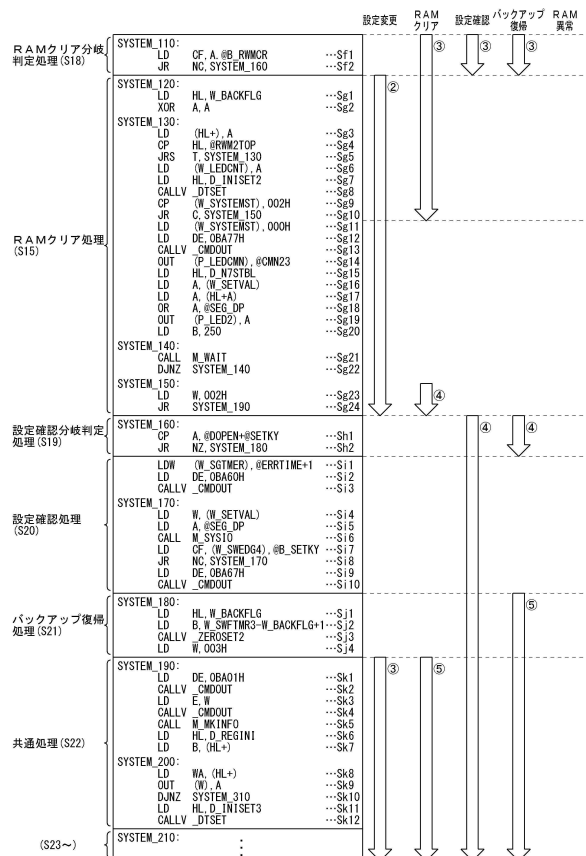 設定変更 RAMクリア 設定確認 バックアップ復帰 RAM異常
RAMクリア分岐判定処理(S18)
SYSTEM_110:
LD CF, A. @B_RWMCR ···Sf1
JR NC, SYSTEM_160 ···Sf2
③ ③ ③
RAMクリア処理(S15)
SYSTEM_120:
LD HL, W_BACKFLG ···Sg1
XOR A, A ···Sg2
②
SYSTEM_130:
LD (HL+), A ···Sg3
CP HL, @RWM2TOP ···Sg4
JRS T, SYSTEM_130 ···Sg5
LD (W_LEDCNT), A ···Sg6
LD HL, D_INISET2 ···Sg7
CALLV _DTSET ···Sg8
CP (W_SYSTEMST), 002H ···Sg9
JR C, SYSTEM_150 ···Sg10
LD (W_SYSTEMST), 000H ···Sg11
LD DE, 0BA77H ···Sg12
CALLV _CMDOUT ···Sg13
OUT (P_LEDCMN), @CMN23 ···Sg14
LD HL, D_N7STBL ···Sg15
LD A, (W_SETVAL) ···Sg16
LD A, (HL+A) ···Sg17
OR A, @SEG_DP ···Sg18
OUT (P_LED2), A ···Sg19
LD B, 250 ···Sg20
SYSTEM_140:
CALL M_WAIT ···Sg21
DJNZ SYSTEM_140 ···Sg22
SYSTEM_150:
LD W, 002H ···Sg23
JR SYSTEM_190 ···Sg24
④
設定確認分岐判定処理(S19)
SYSTEM_160:
CP A, @DOPEN+@SETKY ···Sh1
JR NZ, SYSTEM_180 ···Sh2
④ ④
設定確認処理(S20)
LDW (W_SGTMER), @ERRTIME+1 ···Si1
LD DE, 0BA60H ···Si2
CALLV _CMDOUT ···Si3
SYSTEM_170:
LD W, (W_SETVAL) ···Si4
LD A, @SEG_DP ···Si5
CALL M_SYSIO ···Si6
LD CF, (W_SWEDG4), @B_SETKY ···Si7
JR NC, SYSTEM_170 ···Si8
LD DE, 0BA67H ···Si9
CALLV _CMDOUT ···Si10
バックアップ復帰処理(S21)
SYSTEM_180:
LD HL, W_BACKFLG ···Sj1
LD B, W_SWFTMR3-W_BACKFLG+1 ···Sj2
CALLV _ZEROSET2 ···Sj3
LD W, 003H ···Sj4
⑤
共通処理(S22)
SYSTEM_190:
LD DE, 0BA01H ···Sk1
CALLV _CMDOUT ···Sk2
LD E, W ···Sk3
CALLV _CMDOUT ···Sk4
CALL M_MKINFO ···Sk5
LD HL, D_REGINI ···Sk6
LD B, (HL+) ···Sk7
③ ⑤
SYSTEM_200:
LD WA, (HL+) ···Sk8
OUT (W), A ···Sk9
DJNZ SYSTEM_310 ···Sk10
LD HL, D_INISET3 ···Sk11
CALLV _DTSET ···Sk12
(S23～)
SYSTEM_210: